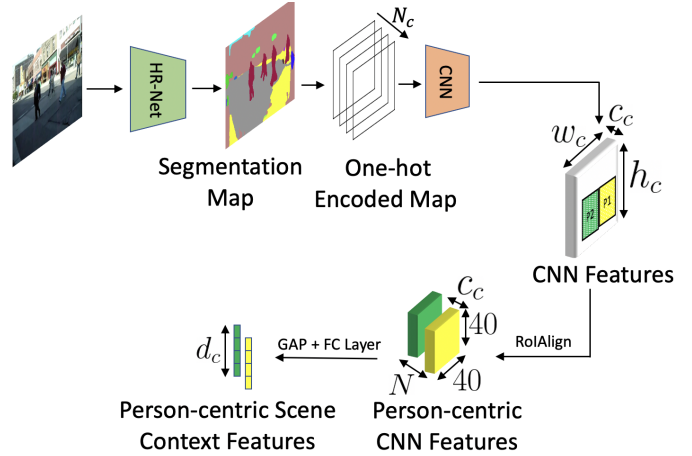 N_c
HR-Net
CNN
Segmentation
Map
One-hot
Encoded Map
c_c
w_c
h_c
P2
P1
CNN Features
c_c
40
RoIAlign
GAP + FC Layer
d_c
N
40
Person-centric Scene
Context Features
Person-centric
CNN Features